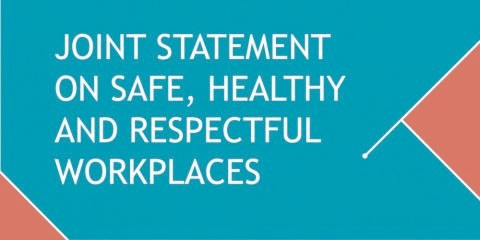 JOINT STATEMENT
ON SAFE, HEALTHY
AND RESPECTFUL
WORKPLACES